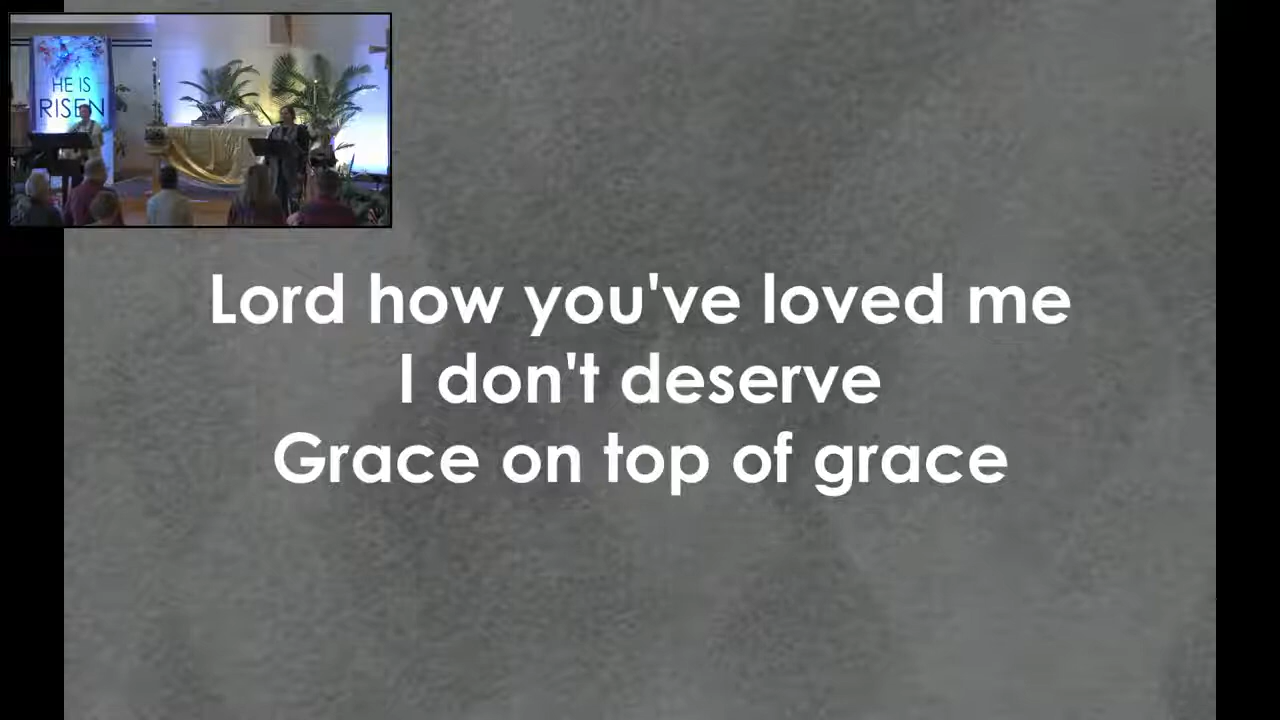 HE IS
RISEN
Lord how you've loved me
I don't deserve
Grace on top of grace